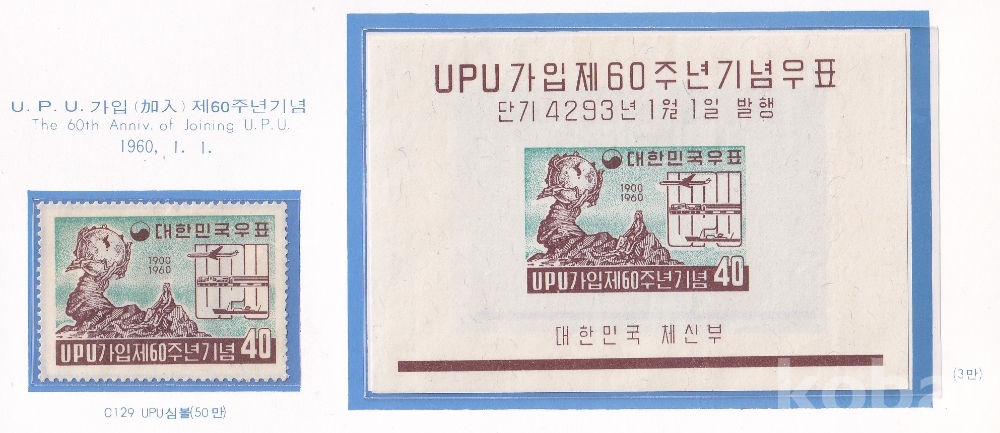 U. P. U. 가입 (加入) 제60주년기념
The 60th Anniv. of Joining U.P.U.
1960, 1. 1.
대한민국우표
1900
1960
UPU가입제60주년기념 40
C129 UPU심볼(50만)
UPU가입제60주년기념우표
단기 4293년 1월 1일 발행
대한민국우표
1900
1960
UPU가입제60주년기념 40
대한민국 체신부
(3만)
koba